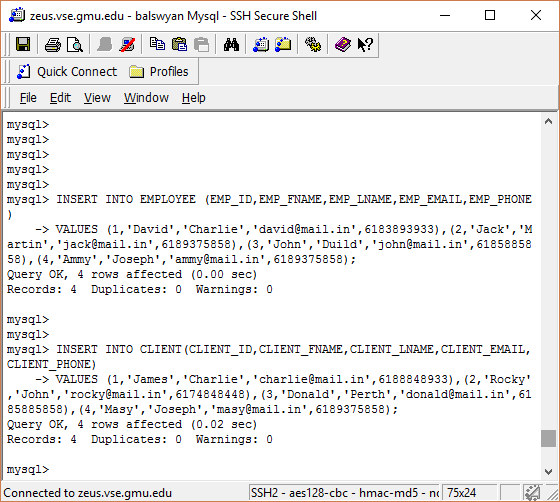 zeus.vse.gmu.edu - balswyan Mysql - SSH Secure Shell
Quick Connect Profiles
File Edit View Window Help
mysql>
mysql>
mysql>
mysql>
mysql>
mysql> INSERT INTO EMPLOYEE (EMP_ID,EMP_FNAME,EMP_LNAME,EMP_EMAIL,EMP_PHONE
)
-> VALUES (1,'David','Charlie','david@mail.in',6183893933),(2,'Jack','M
artin','jack@mail.in',6189375858),(3,'John','Duild','john@mail.in',61858858
58),(4,'Ammy','Joseph','ammy@mail.in',6189375858);
Query OK, 4 rows affected (0.00 sec)
Records: 4  Duplicates: 0  Warnings: 0
mysql>
mysql>
mysql> INSERT INTO CLIENT(CLIENT_ID,CLIENT_FNAME,CLIENT_LNAME,CLIENT_EMAIL,
CLIENT_PHONE)
-> VALUES (1,'James','Charlie','charlie@mail.in',6188848933),(2,'Rocky'
,'John','rocky@mail.in',6174848448),(3,'Donald','Perth','donald@mail.in',61
85885858),(4,'Masy','Joseph','masy@mail.in',6189375858);
Query OK, 4 rows affected (0.02 sec)
Records: 4  Duplicates: 0  Warnings: 0
mysql>
Connected to zeus.vse.gmu.edu SSH2 - aes128-cbc - hmac-md5 - no 75x24